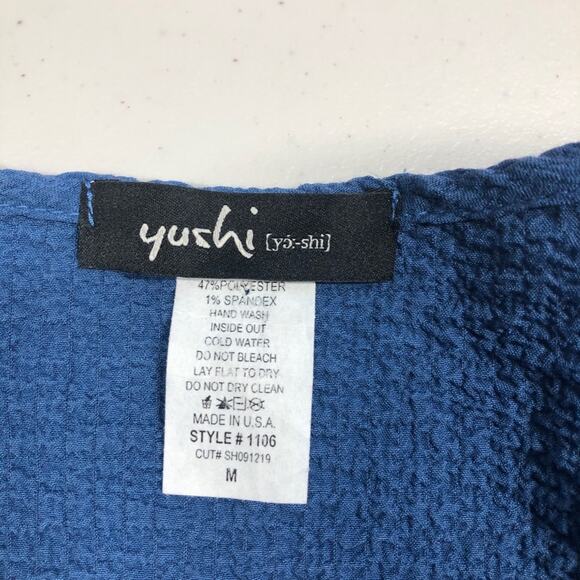 yushi [yɔ́:-shi]
47%POLYESTER
1% SPANDEX
HAND WASH
INSIDE OUT
COLD WATER
DO NOT BLEACH
LAY FLAT TO DRY
DO NOT DRY CLEAN
MADE IN U.S.A.
STYLE # 1106
CUT# SH091219
M